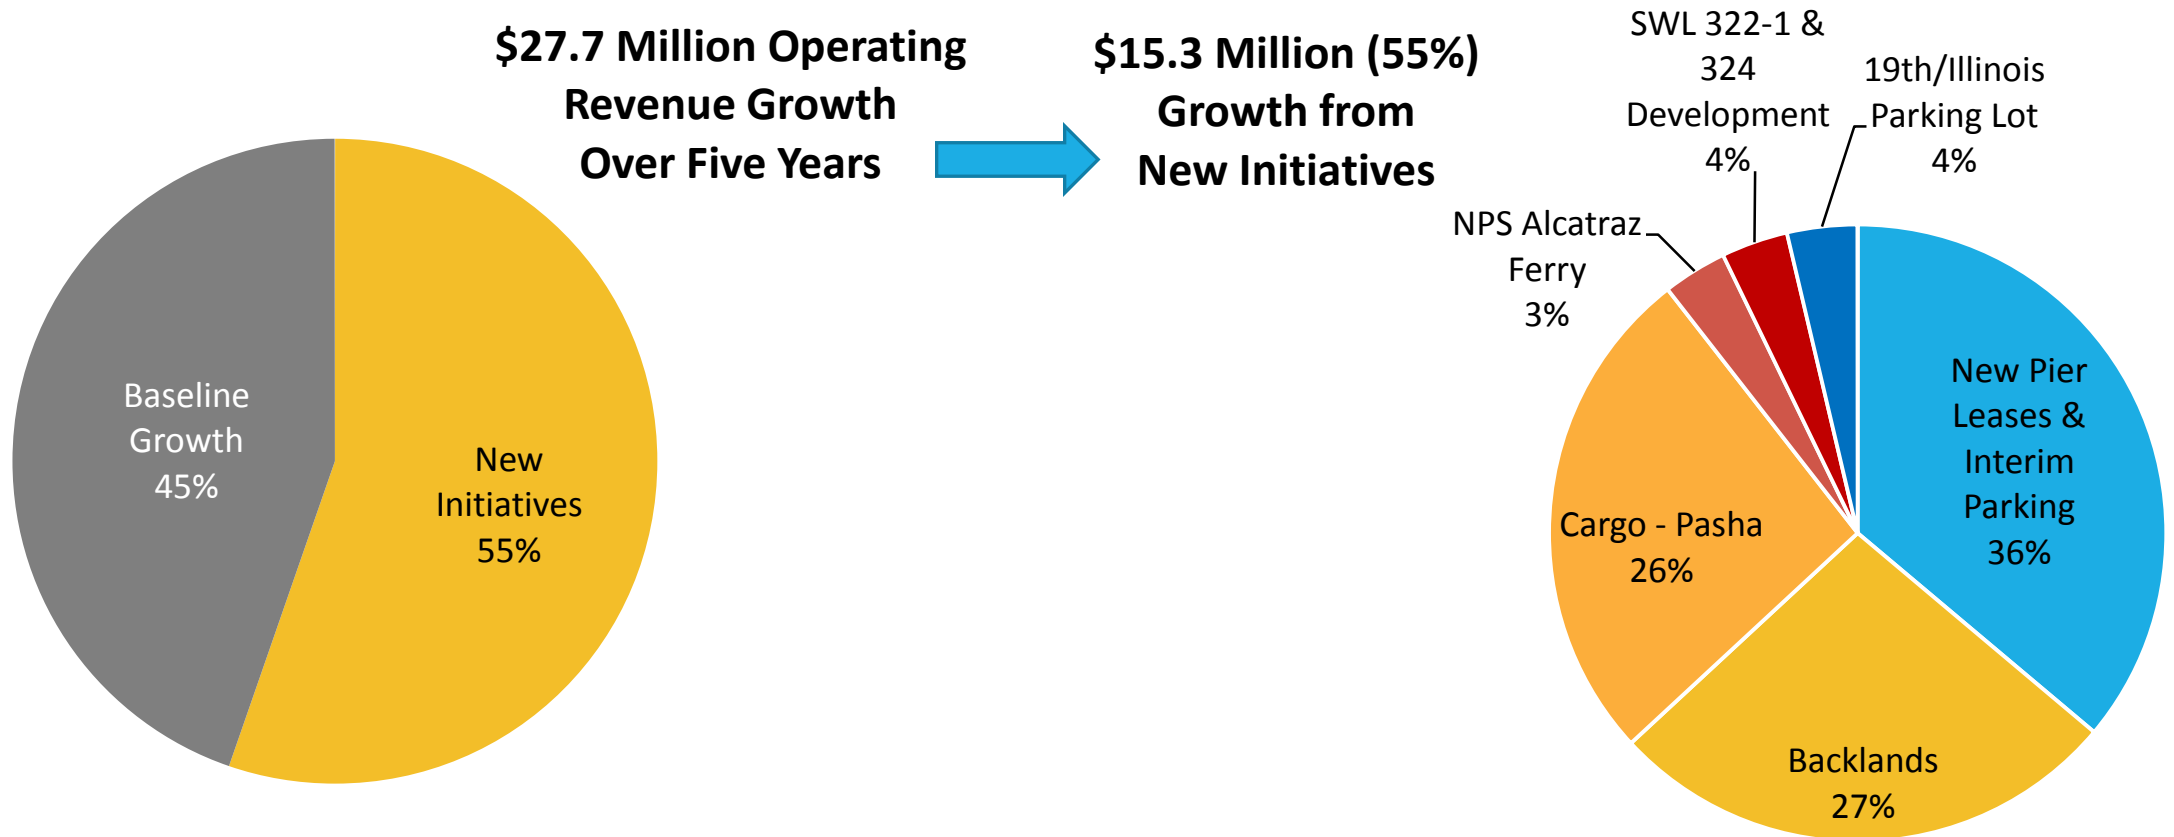 $27.7 Million Operating
Revenue Growth
Over Five Years
$15.3 Million (55%)
Growth from
New Initiatives
Baseline
Growth
45%
New
Initiatives
55%
SWL 322-1 &
324
Development
4%
19th/Illinois
Parking Lot
4%
NPS Alcatraz
Ferry
3%
New Pier
Leases &
Interim
Parking
36%
Cargo - Pasha
26%
Backlands
27%